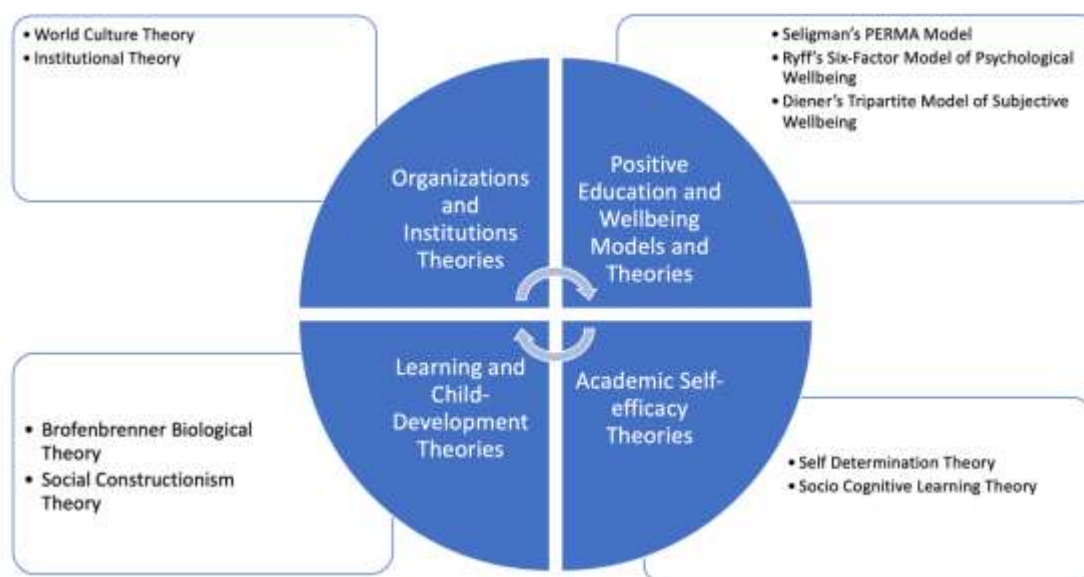 • World Culture Theory
• Institutional Theory
• Seligman's PERMA Model
• Ryff's Six-Factor Model of Psychological
Wellbeing
• Diener's Tripartite Model of Subjective
Wellbeing
Organizations
and
Institutions
Theories
Positive
Education and
Wellbeing
Models and
Theories
Learning and
Child-
Development
Theories
Academic Self-
efficacy
Theories
• Brofenbrenner Biological
Theory
• Social Constructionism
Theory
• Self Determination Theory
• Socio Cognitive Learning Theory